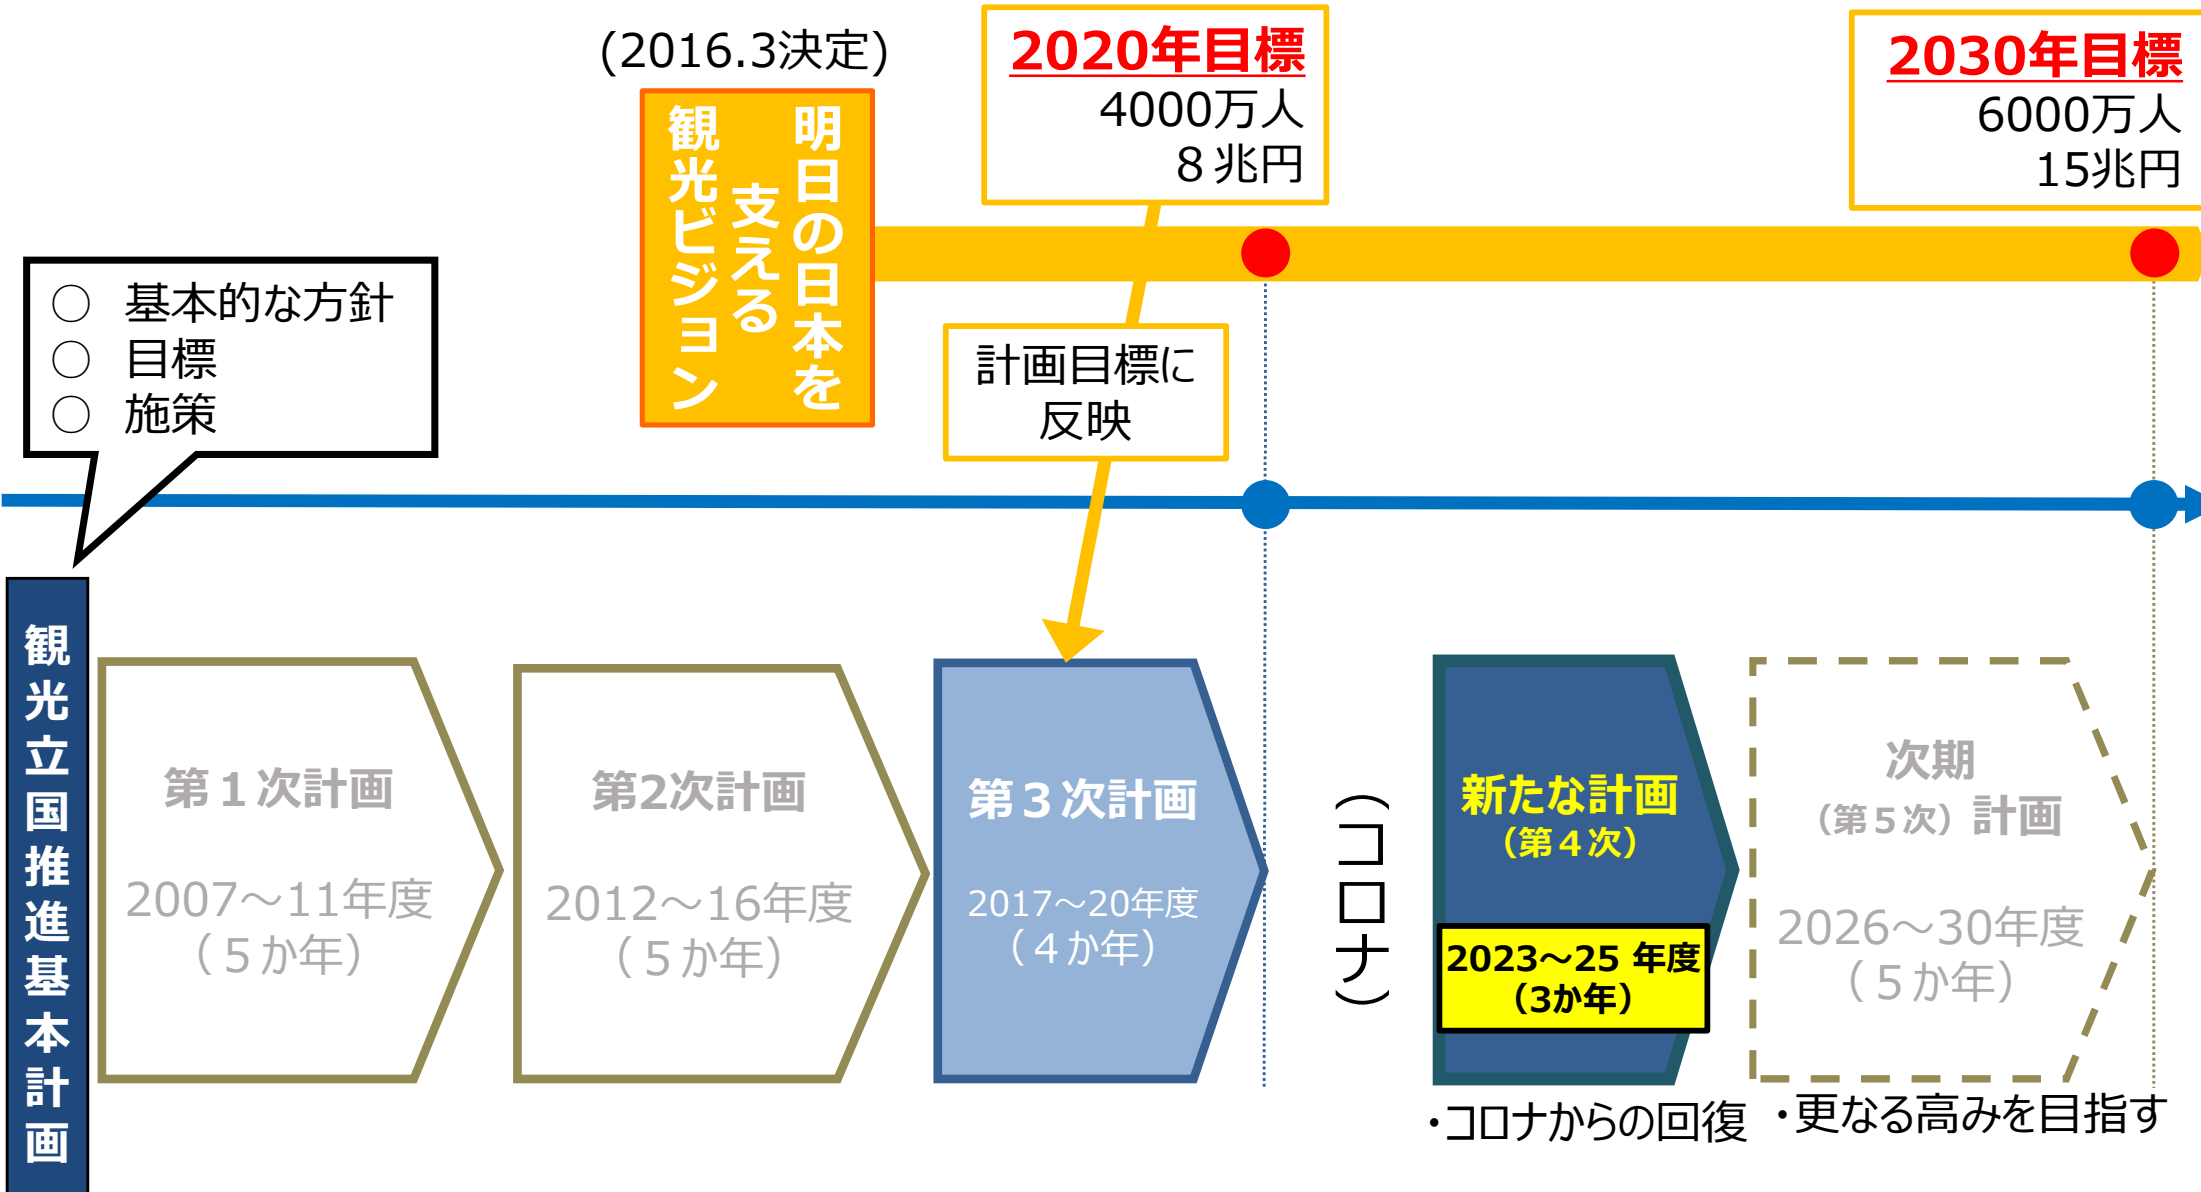 (2016.3決定)
明日の日本を
支える
観光ビジョン
2020年目標
4000万人
８兆円
2030年目標
6000万人
15兆円
○　基本的な方針
○　目標
○　施策
計画目標に
反映
観光立国推進基本計画
第１次計画
2007～11年度
（５か年）
第2次計画
2012～16年度
（５か年）
第３次計画
2017～20年度
（４か年）
（コロナ）
新たな計画
（第４次）
2023～25 年度
（3か年）
・コロナからの回復
次期
（第５次）計画
2026～30年度
（５か年）
・更なる高みを目指す